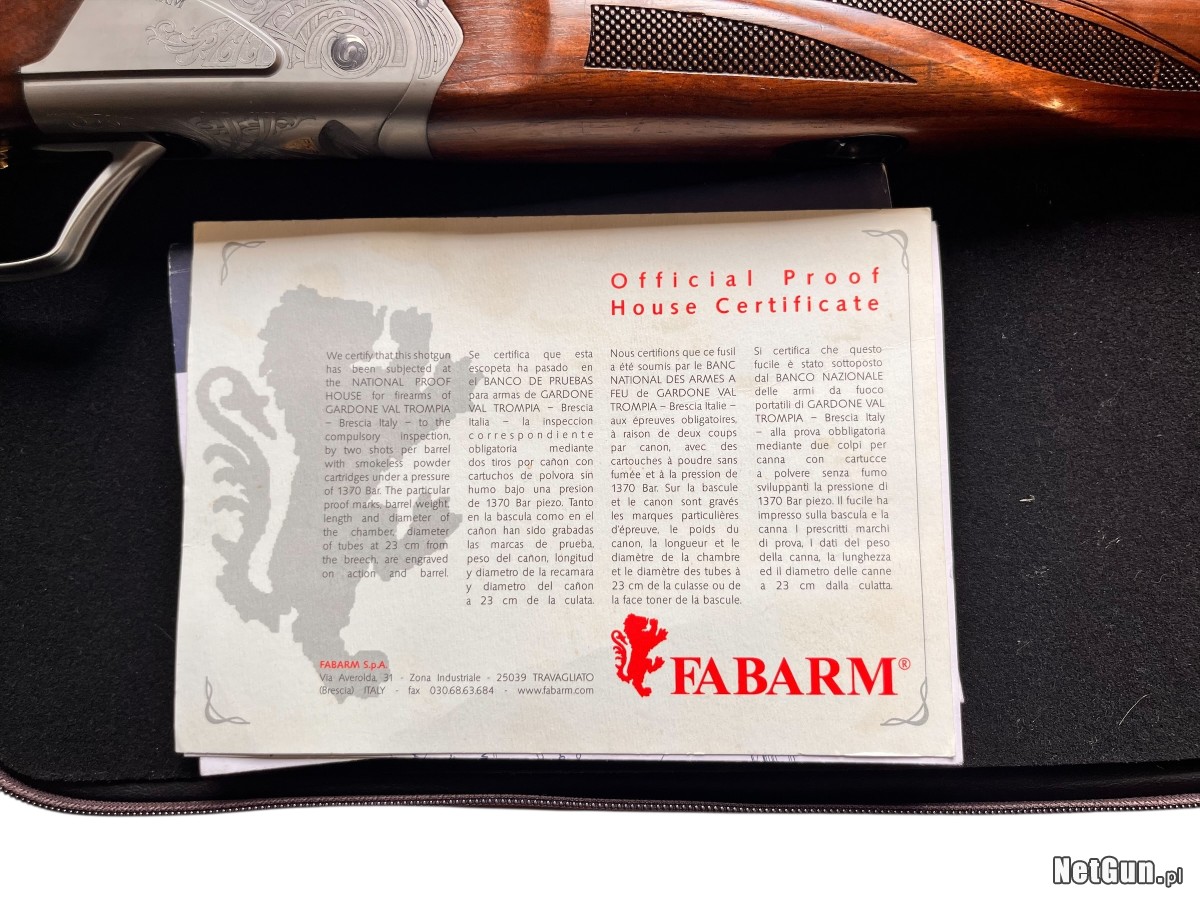 Official Proof
House Certificate
We certify that this shotgun
has been subjected at
the NATIONAL PROOF
HOUSE for firearms of
GARDONE VAL TROMPIA
– Brescia Italy – to the
compulsory inspection,
by two shots per barrel
with smokeless powder
cartridges under a pressure
of 1370 Bar. The particular
proof marks, barrel weight,
length and diameter of
the chamber, diameter
of tubes at 23 cm from
the breech, are engraved
on action and barrel.
Se certifica que esta
escopeta ha pasado en
el BANCO DE PRUEBAS
para armas de GARDONE
VAL TROMPIA – Brescia
Italia – la inspeccion
correspondiente
obligatoria mediante
dos tiros por cañon con
cartuchos de polvora sin
humo bajo una presion
de 1370 Bar piezo. Tanto
en la bascula como en el
cañon han sido grabadas
las marcas de prueba,
peso del cañon, longitud
y diametro de la recamara
y diametro del cañon
a 23 cm de la culata.
Nous certifions que ce fusil
a été soumis par le BANC
NATIONAL DES ARMES A
FEU de GARDONE VAL
TROMPIA – Brescia Italie –
aux épreuves obligatoires,
à raison de deux coups
par canon, avec des
cartouches à poudre sans
fumée et à la pression de
1370 Bar. Sur la bascule
et le canon sont gravés
les marques particulières
d'épreuve, le poids du
canon, la longueur et le
diamètre de la chambre
et le diamètre des tubes à
23 cm de la culasse ou de
la face toner de la bascule.
Si certifica che questo
fucile è stato sottoposto
dal BANCO NAZIONALE
delle armi da fuoco
portatili di GARDONE VAL
TROMPIA – Brescia Italy
– alla prova obbligatoria
mediante due colpi per
canna con cartucce
a polvere senza fumo
sviluppanti la pressione di
1370 Bar piezo. Il fucile ha
impresso sulla bascula e la
canna I prescritti marchi
di prova, I dati del peso
della canna, la lunghezza
ed il diametro delle canne
a 23 cm dalla culatta.
FABARM S.p.A.
Via Averolda, 31 - Zona Industriale - 25039 TRAVAGLIATO
(Brescia) ITALY - fax 030.68.63.684 - www.fabarm.com
FABARM®
NetGun.pl